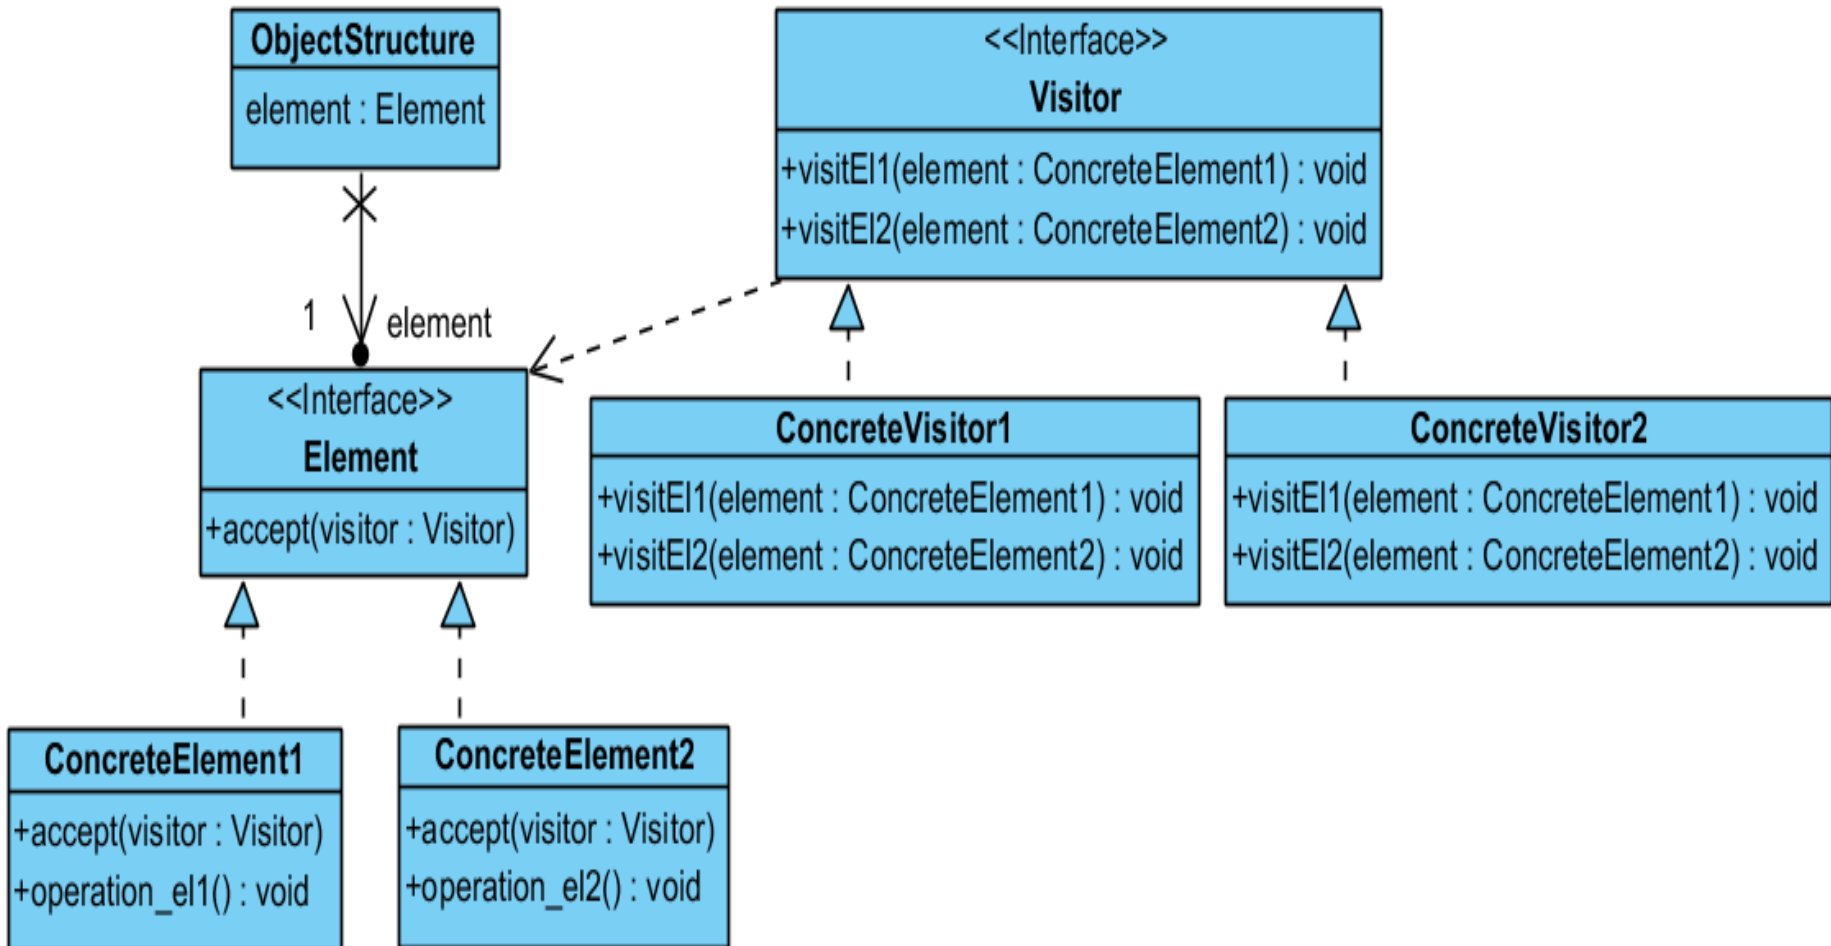 ObjectStructure
element : Element
1
element
<<Interface>>
Visitor
+visitEl1(element : ConcreteElement1) : void
+visitEl2(element : ConcreteElement2) : void
<<Interface>>
Element
+accept(visitor : Visitor)
ConcreteVisitor1
+visitEl1(element : ConcreteElement1) : void
+visitEl2(element : ConcreteElement2) : void
ConcreteVisitor2
+visitEl1(element : ConcreteElement1) : void
+visitEl2(element : ConcreteElement2) : void
ConcreteElement1
+accept(visitor : Visitor)
+operation_el1() : void
ConcreteElement2
+accept(visitor : Visitor)
+operation_el2() : void